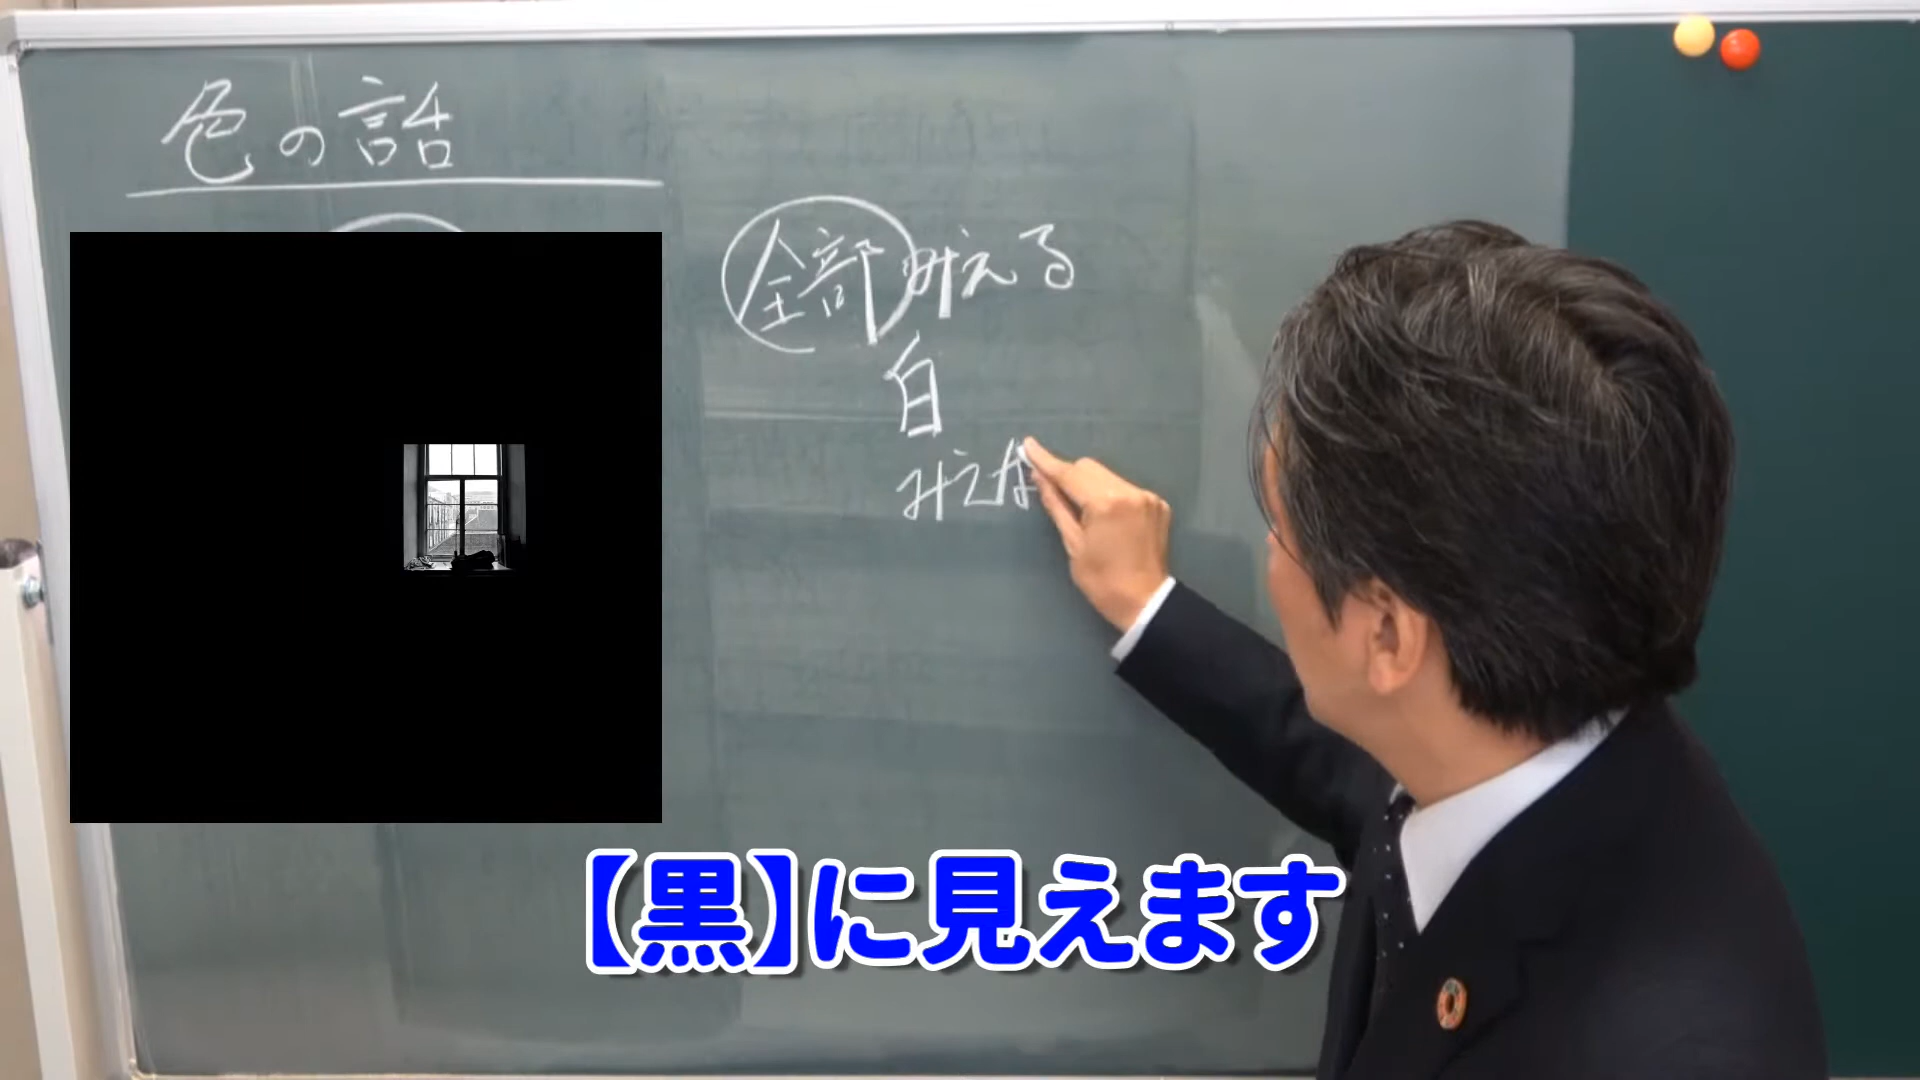 色の話
全部みえる
白
みえな
【黒】に見えます